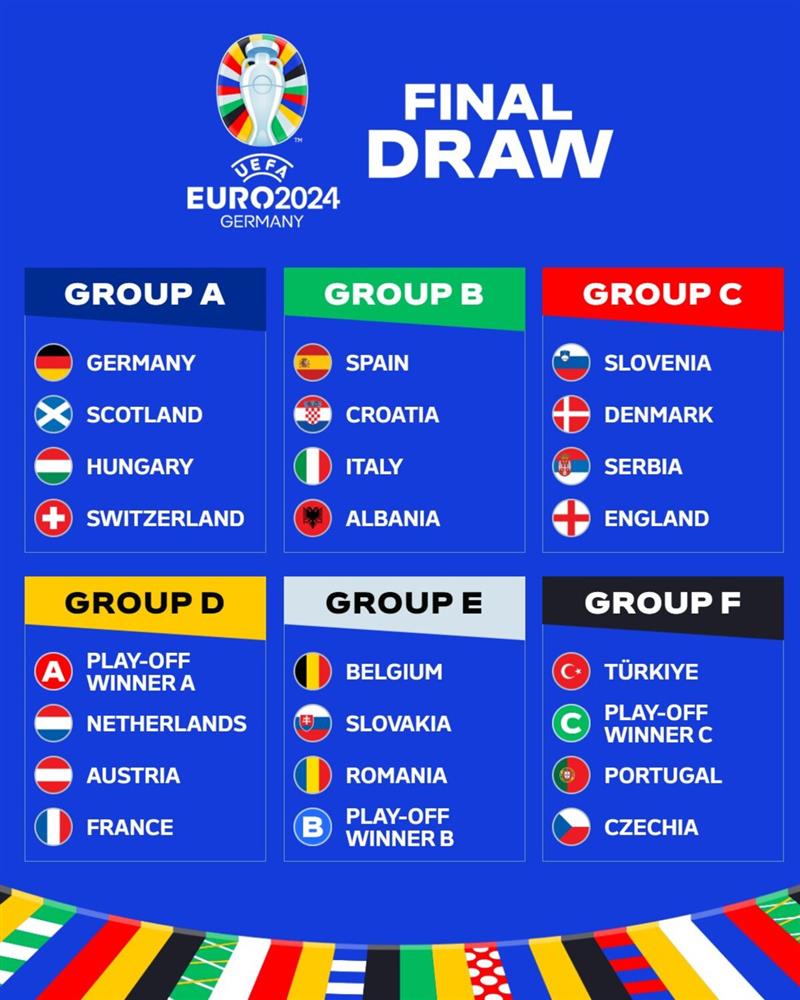 FINAL
DRAW
TM
UEFA
EURO2024
GERMANY
GROUP A
GERMANY
SCOTLAND
HUNGARY
SWITZERLAND
GROUP B
SPAIN
CROATIA
ITALY
ALBANIA
GROUP C
SLOVENIA
DENMARK
SERBIA
ENGLAND
GROUP D
A
PLAY-OFF
WINNER A
NETHERLANDS
AUSTRIA
FRANCE
GROUP E
BELGIUM
SLOVAKIA
ROMANIA
B
PLAY-OFF
WINNER B
GROUP F
TÜRKIYE
C
PLAY-OFF
WINNER C
PORTUGAL
CZECHIA